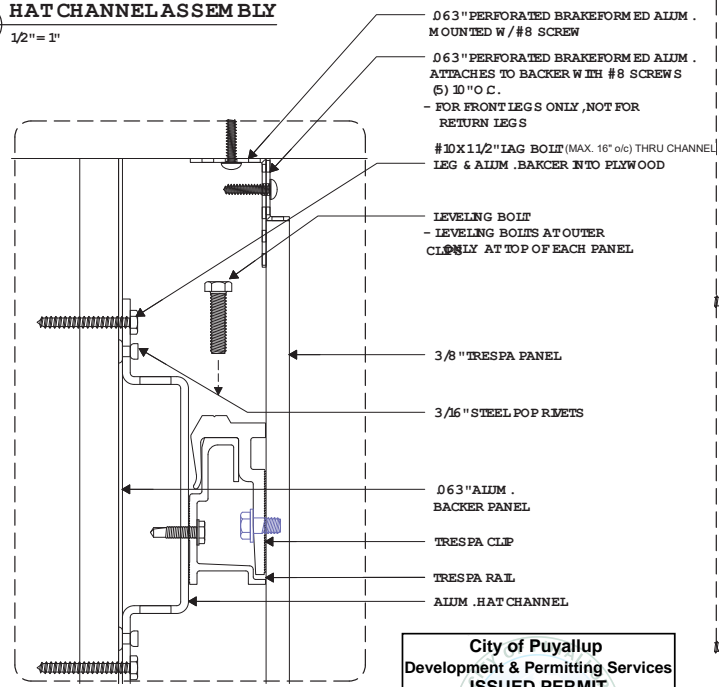 HAT CHANNEL ASSEMBLY
1/2" = 1"
.063" PERFORATED BRAKEFORMED ALUM.
MOUNTED W/ #8 SCREW
.063" PERFORATED BRAKEFORMED ALUM.
ATTACHES TO BACKER WITH #8 SCREWS
(5) 10" O.C.
- FOR FRONT LEGS ONLY, NOT FOR
RETURN LEGS
#10X1 1/2" LAG BOLT (MAX. 16" o/c) THRU CHANNEL
LEG & ALUM. BAKCER INTO PLYWOOD
LEVELING BOLT
- LEVELING BOLTS AT OUTER
CLIPS ONLY AT TOP OF EACH PANEL
3/8" TRESPA PANEL
3/16" STEEL POP RIVETS
.063" ALUM.
BACKER PANEL
TRESPA CLIP
TRESPA RAIL
ALUM. HAT CHANNEL
City of Puyallup
Development & Permitting Services
ISSUED PERMIT